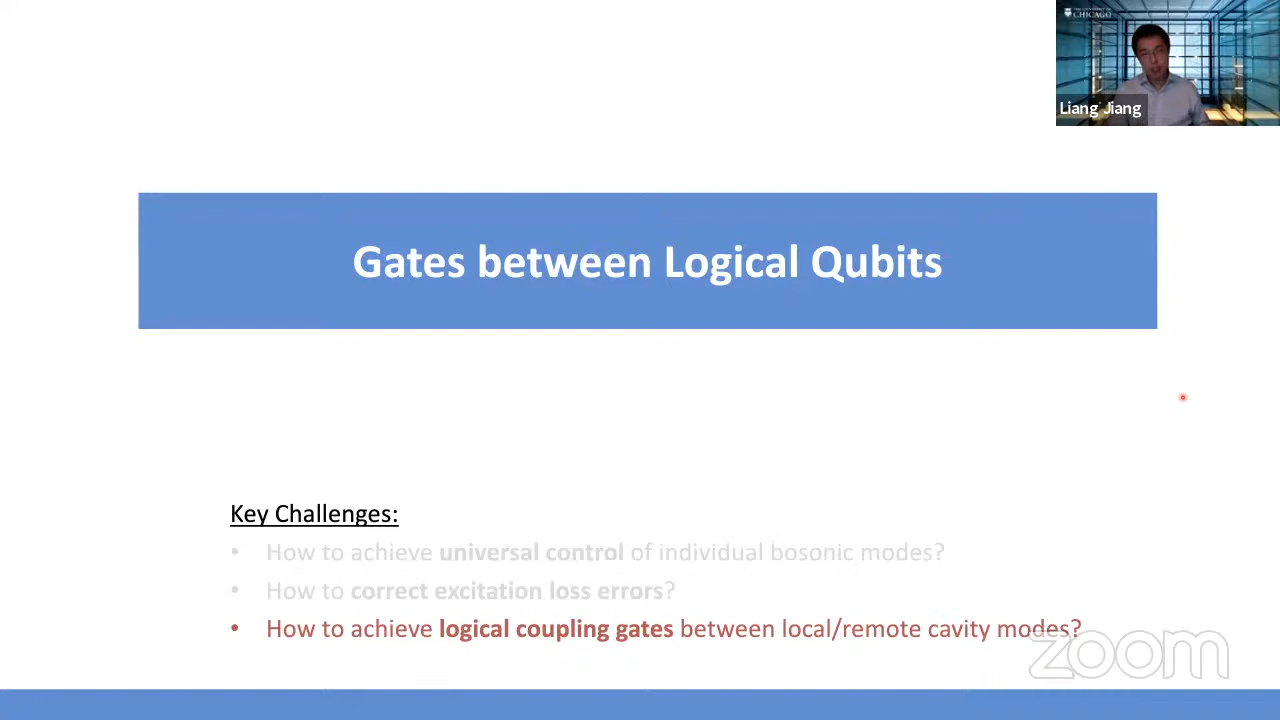 CHICAGO
Liang Jiang
Gates between Logical Qubits
Key Challenges:
• How to achieve universal control of individual bosonic modes?
• How to correct excitation loss errors?
• How to achieve logical coupling gates between local/remote cavity modes?
zoom